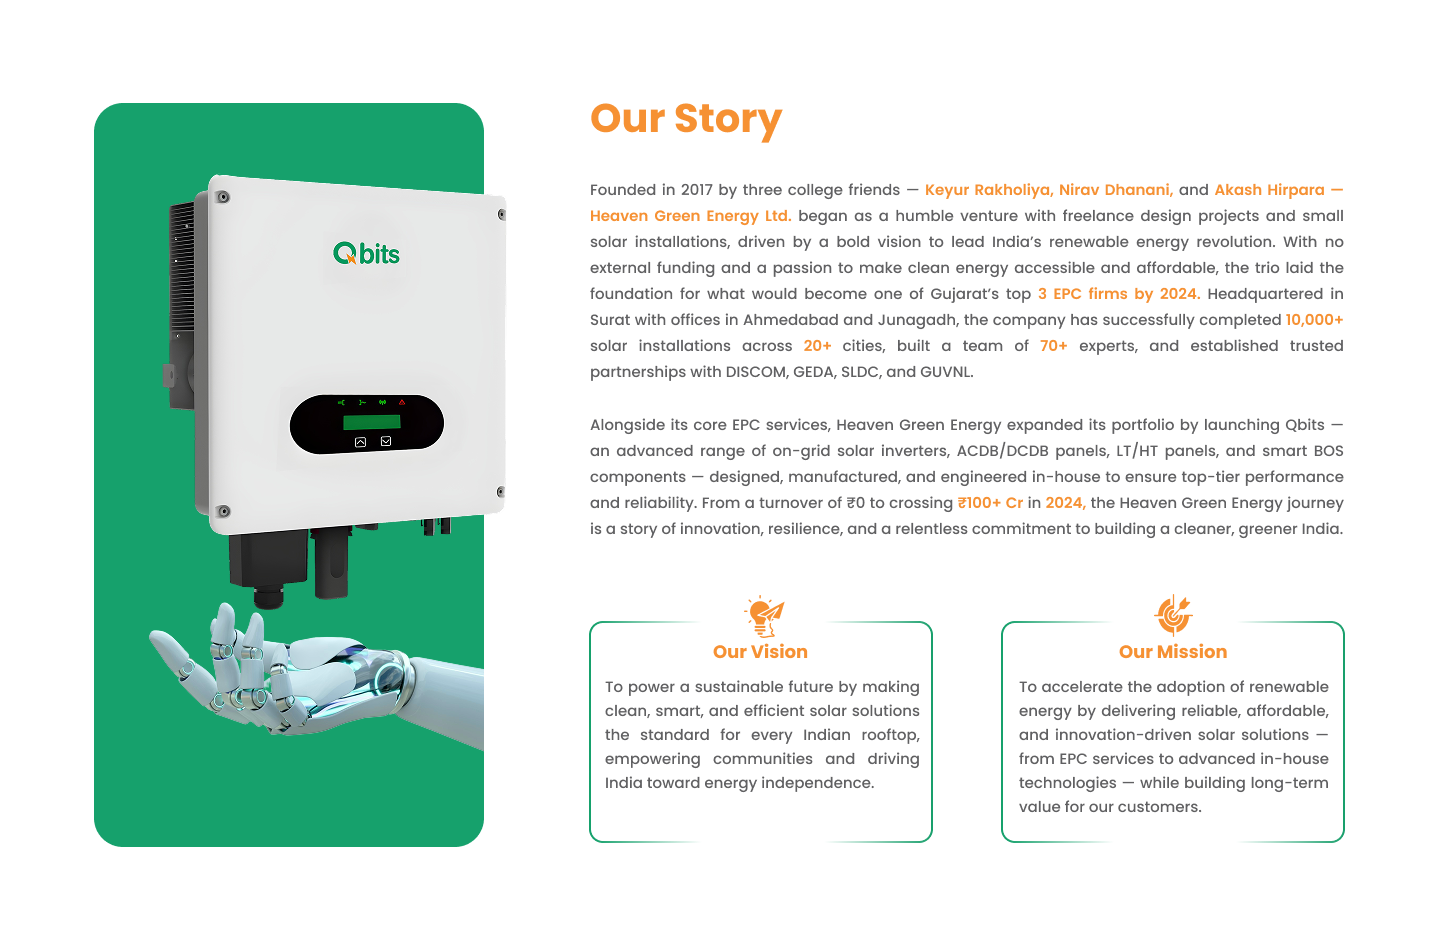 Qbits
Our Story
Founded in 2017 by three college friends — Keyur Rakholiya, Nirav Dhanani, and Akash Hirpara —
Heaven Green Energy Ltd. began as a humble venture with freelance design projects and small
solar installations, driven by a bold vision to lead India’s renewable energy revolution. With no
external funding and a passion to make clean energy accessible and affordable, the trio laid the
foundation for what would become one of Gujarat’s top 3 EPC firms by 2024. Headquartered in
Surat with offices in Ahmedabad and Junagadh, the company has successfully completed 10,000+
solar installations across 20+ cities, built a team of 70+ experts, and established trusted
partnerships with DISCOM, GEDA, SLDC, and GUVNL.
Alongside its core EPC services, Heaven Green Energy expanded its portfolio by launching Qbits —
an advanced range of on-grid solar inverters, ACDB/DCDB panels, LT/HT panels, and smart BOS
components — designed, manufactured, and engineered in-house to ensure top-tier performance
and reliability. From a turnover of ₹0 to crossing ₹100+ Cr in 2024, the Heaven Green Energy journey
is a story of innovation, resilience, and a relentless commitment to building a cleaner, greener India.
Our Vision
To power a sustainable future by making
clean, smart, and efficient solar solutions
the standard for every Indian rooftop,
empowering communities and driving
India toward energy independence.
Our Mission
To accelerate the adoption of renewable
energy by delivering reliable, affordable,
and innovation-driven solar solutions —
from EPC services to advanced in-house
technologies — while building long-term
value for our customers.